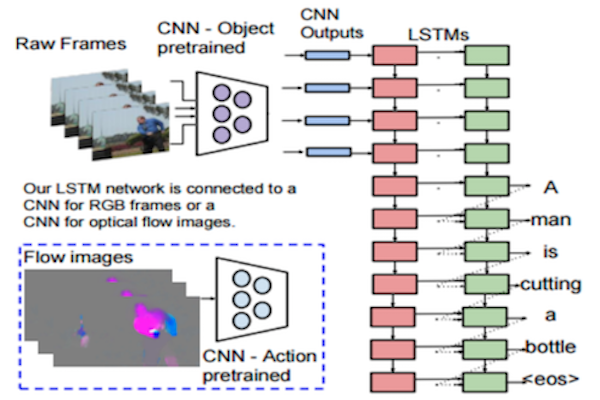 Raw Frames
CNN - Object
pretrained
CNN
Outputs
LSTMs
Our LSTM network is connected to a
CNN for RGB frames or a
CNN for optical flow images.
Flow images
CNN - Action
pretrained
A
man
is
cutting
a
bottle
<eos>